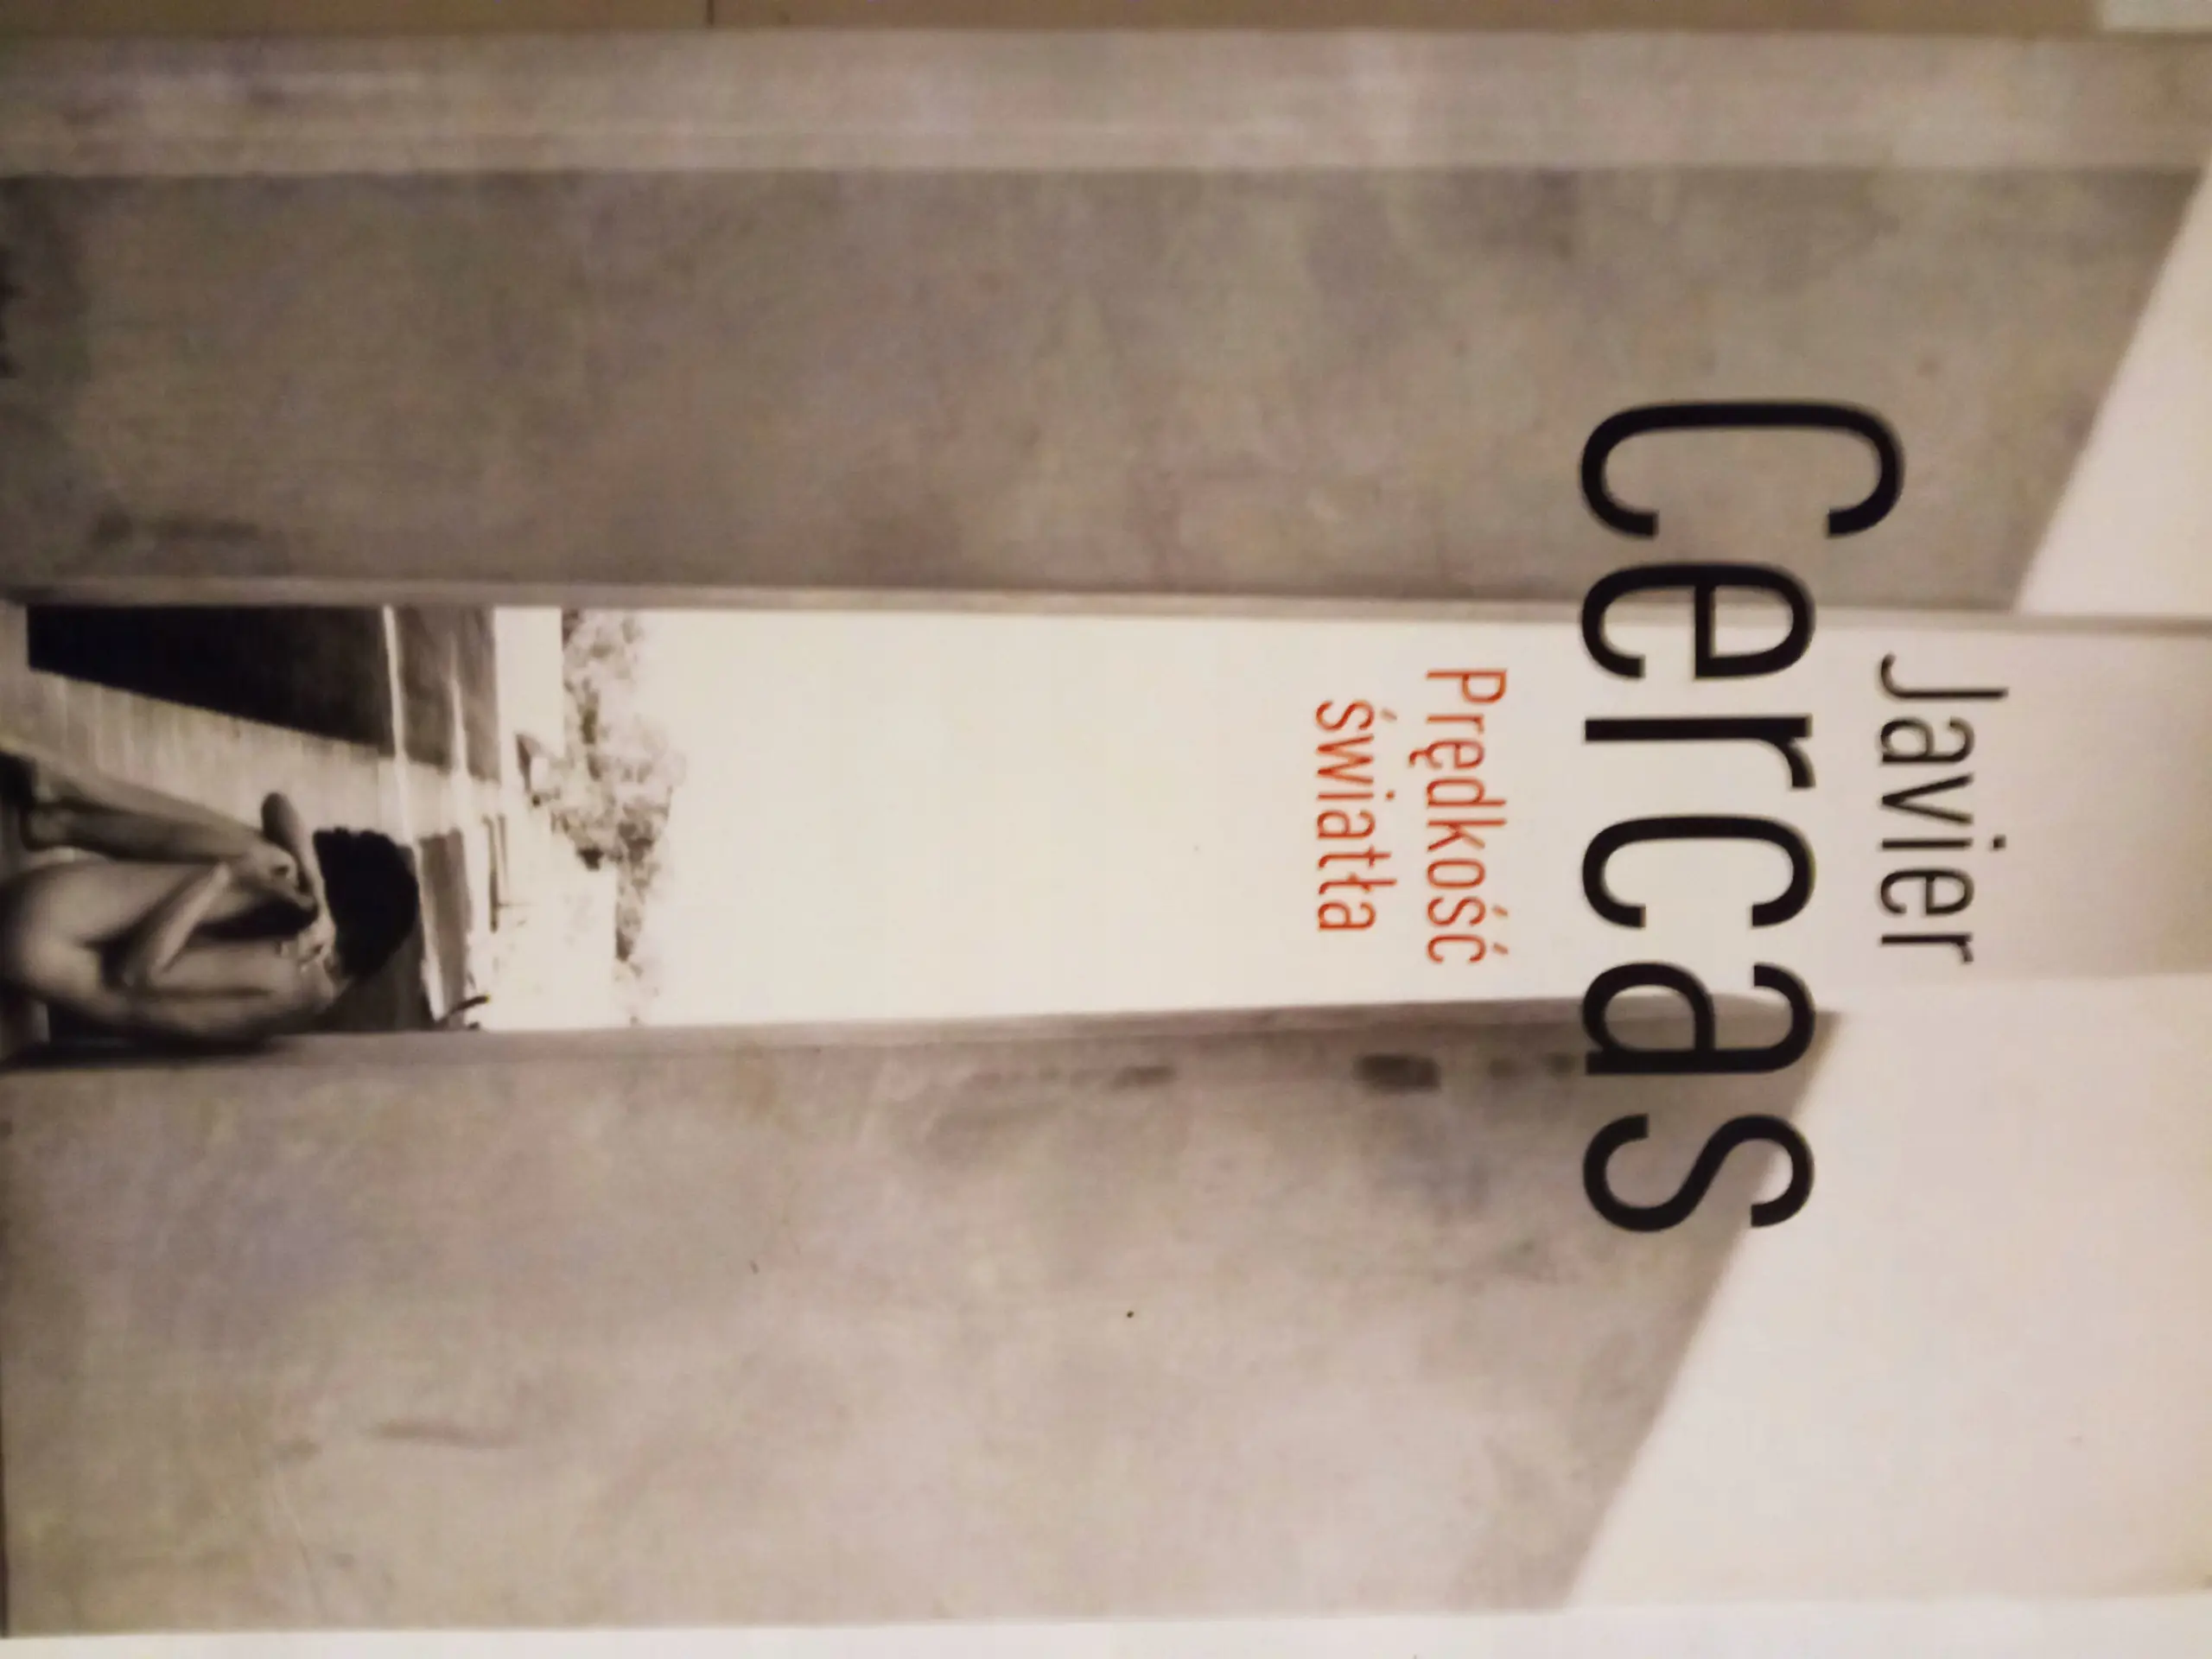 Javier
Cercas
Prędkość
światła